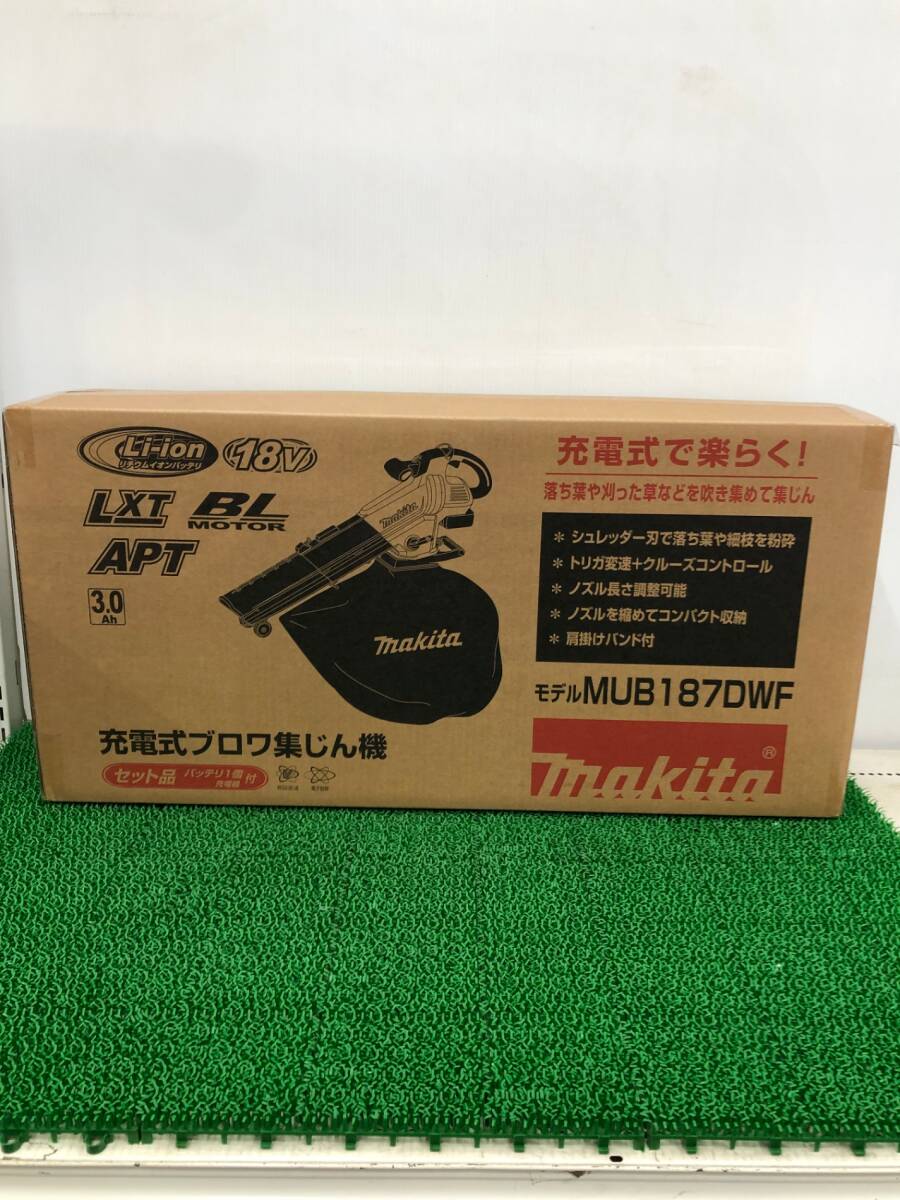 Li-ion
リチウムイオンバッテリ
18V
LXT
BL
MOTOR
APT
3.0
Ah
makita
makita
充電式ブロワ集じん機
セット品 バッテリ1個 充電器 付
充電式で楽らく!
落ち葉や刈った草などを吹き集めて集じん
* シュレッダー刃で落ち葉や細枝を粉砕
* トリガ変速+クルーズコントロール
* ノズル長さ調整可能
* ノズルを縮めてコンパクト収納
* 肩掛けバンド付
モデルMUB187DWF
makita®